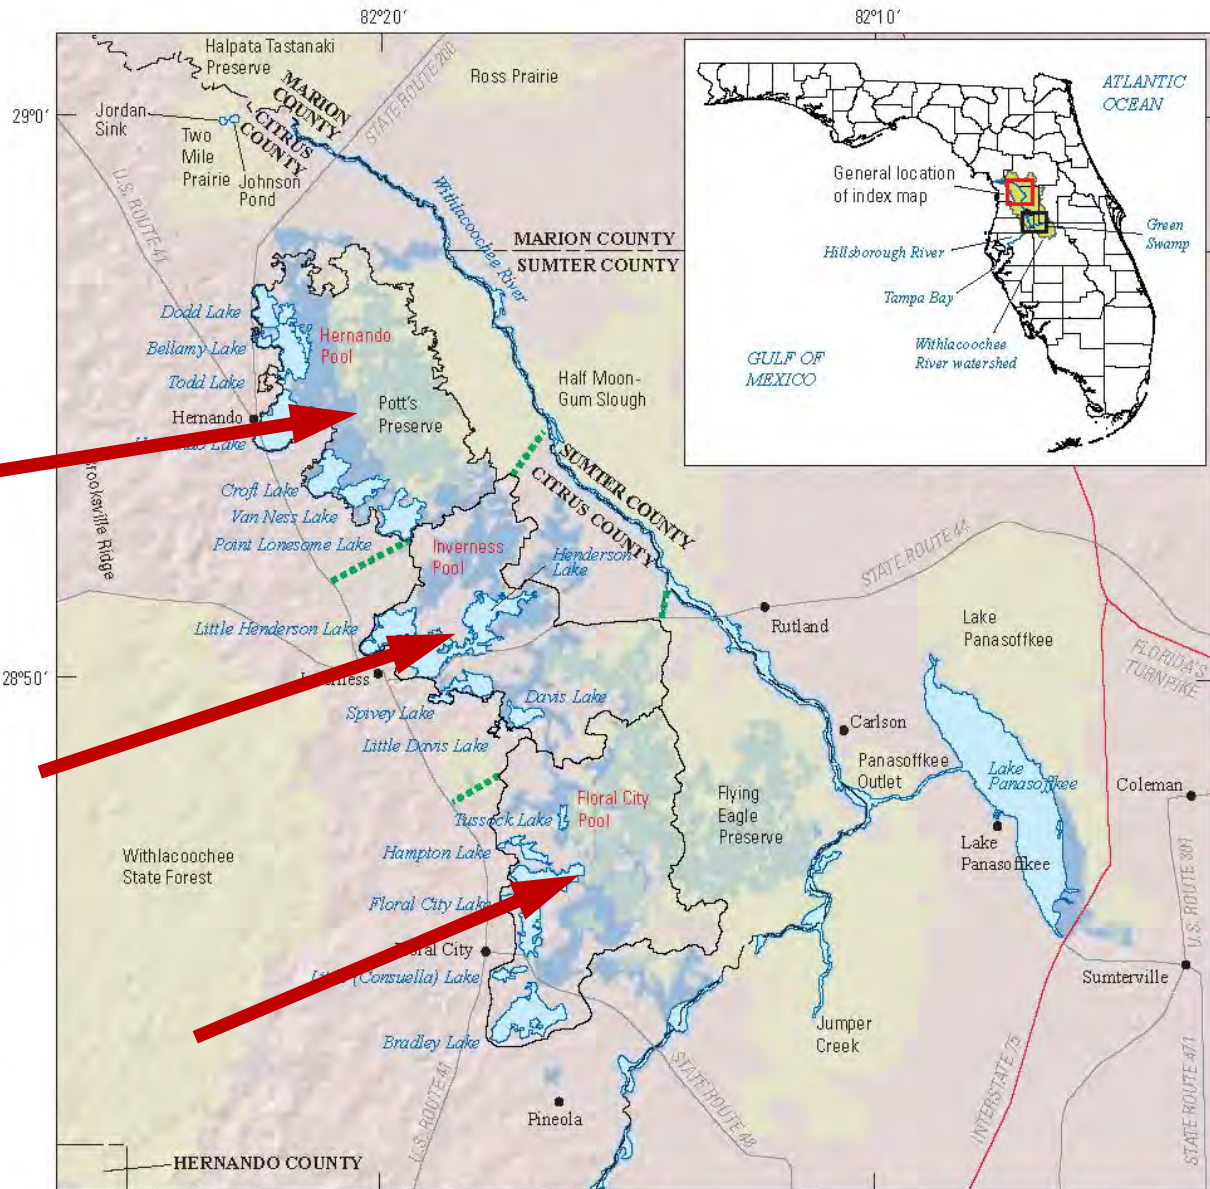 82°20'
82°10'
29°0'
28°50'
Halpata Tastanaki
Preserve
Ross Prairie
STATE ROUTE 200
MARION
COUNTY
CITRUS
COUNTY
Jordan
Sink
Two
Mile
Prairie
Johnson
Pond
U.S. ROUTE 41
Withlacoochee River
MARION COUNTY
SUMTER COUNTY
Dodd Lake
Bellamy Lake
Todd Lake
Hernando
Lake
Hernando
Pool
Pott's
Preserve
Half Moon-
Gum Slough
Croft Lake
Van Ness Lake
Point Lonesome Lake
Inverness
Pool
Henderson
Lake
SUMTER COUNTY
CITRUS COUNTY
STATE ROUTE 44
Ridge
Little Henderson Lake
Rutland
Lake
Panasoffkee
FLORIDA'S
TURNPIKE
Spivey Lake
Davis Lake
Little Davis Lake
Carlson
Panasoffkee
Outlet
Lake
Panasoffkee
Coleman
Floral City
Pool
Tussock Lake
Flying
Eagle
Preserve
Lake
Panasoffkee
Hampton Lake
Withlacoochee
State Forest
Floral City Lake
City
(Consuella) Lake
Bradley Lake
U.S. ROUTE 301
Sumterville
Jumper
Creek
Pineola
U.S. ROUTE 41
STATE ROUTE 48
INTERSTATE 75
STATE ROUTE 471
HERNANDO COUNTY
ATLANTIC
OCEAN
General location
of index map
Green
Swamp
Hillsborough River
Tampa Bay
Withlacoochee
River watershed
GULF OF
MEXICO